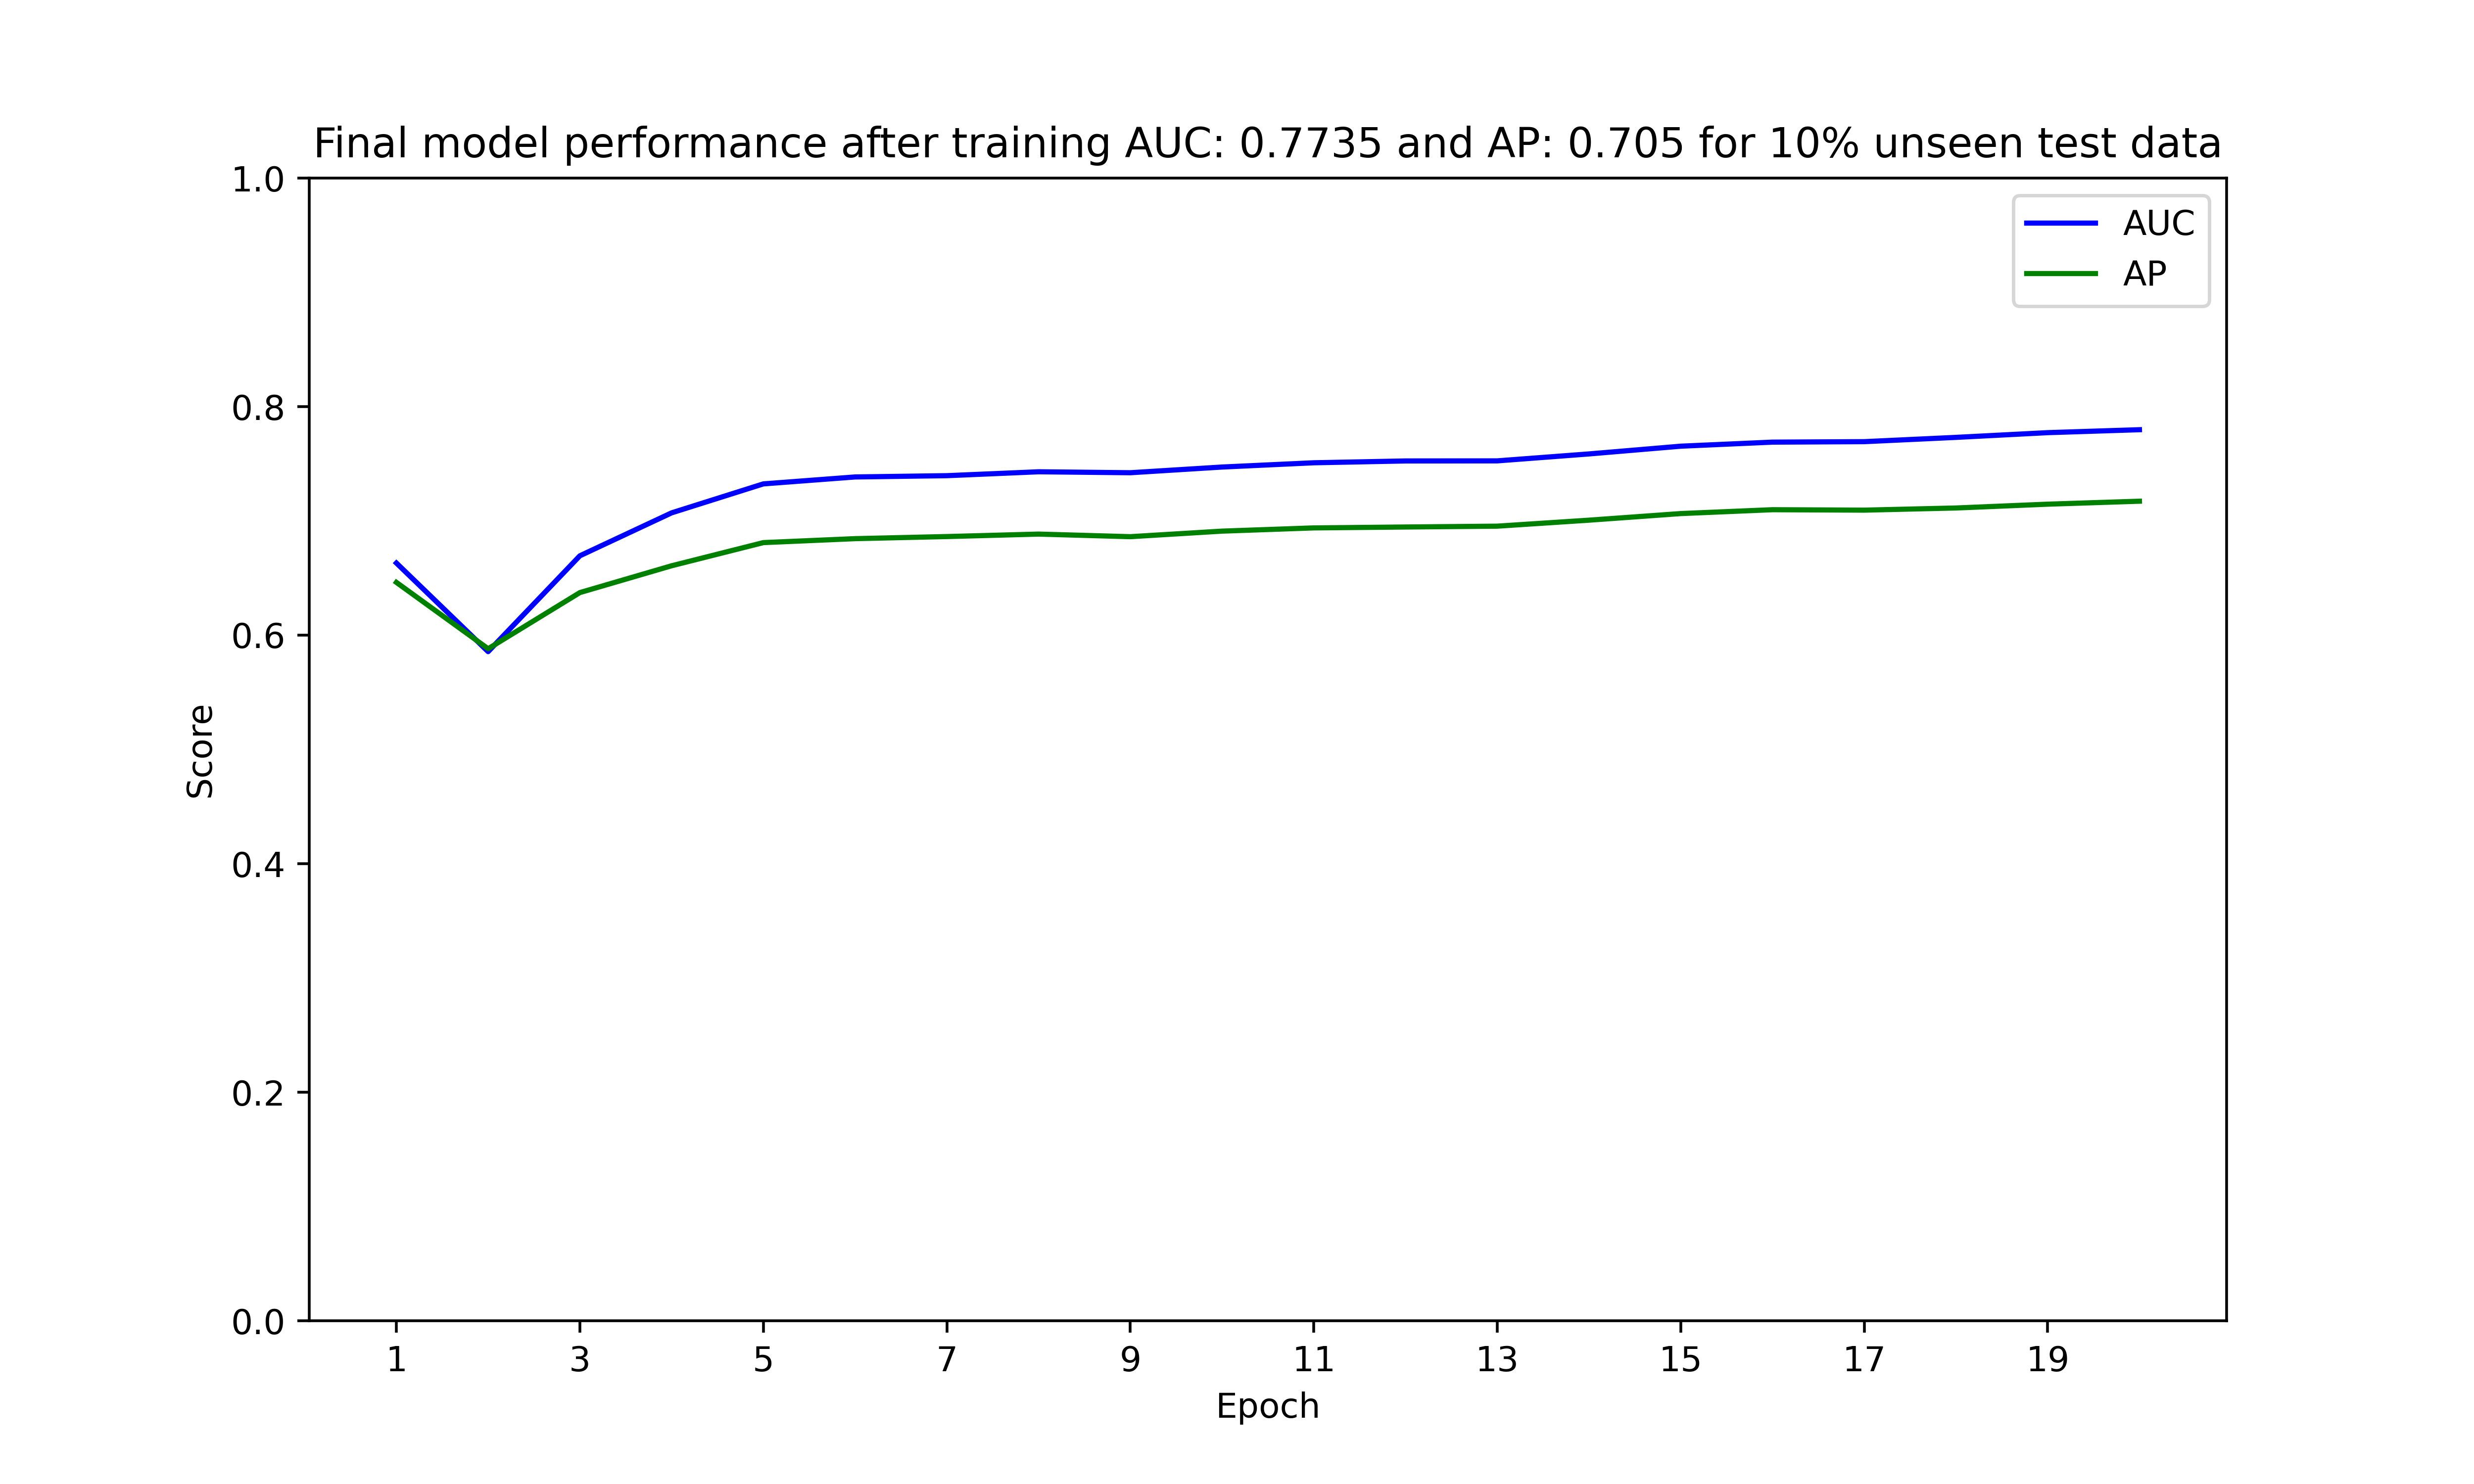 Final model performance after training AUC: 0.7735 and AP: 0.705 for 10% unseen test data
AUC
AP
1.0
0.8
0.6
0.4
0.2
0.0
Score
1 3 5 7 9 11 13 15 17 19
Epoch